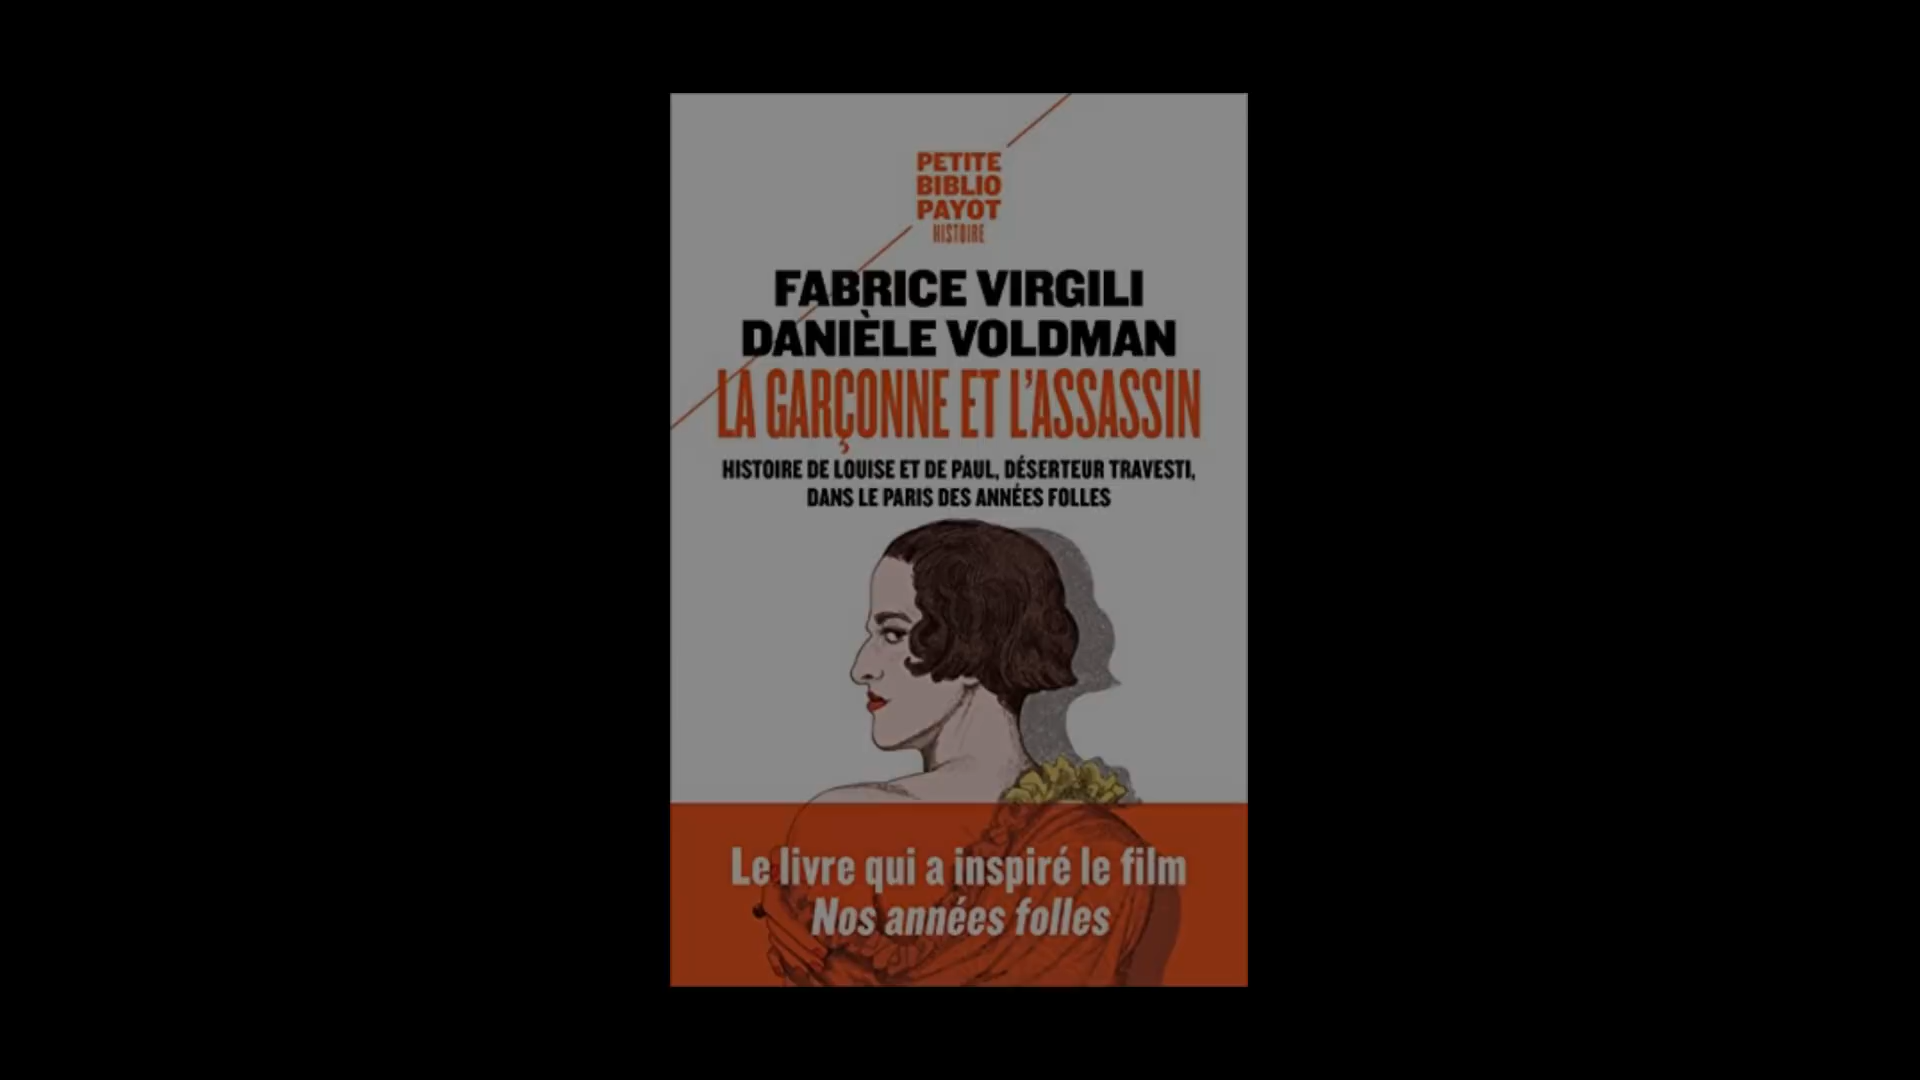 PETITE
BIBLIO
PAYOT
HISTOIRE
FABRICE VIRGILI
DANIÈLE VOLDMAN
LA GARÇONNE ET L'ASSASSIN
HISTOIRE DE LOUISE ET DE PAUL, DÉSERTEUR TRAVESTI,
DANS LE PARIS DES ANNÉES FOLLES
Le livre qui a inspiré le film
Nos années folles